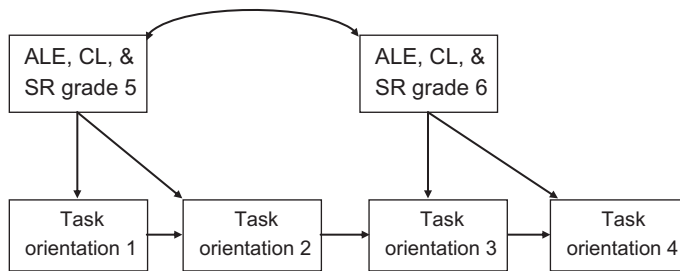 ALE, CL, &
SR grade 5
ALE, CL, &
SR grade 6
Task
orientation 1
Task
orientation 2
Task
orientation 3
Task
orientation 4